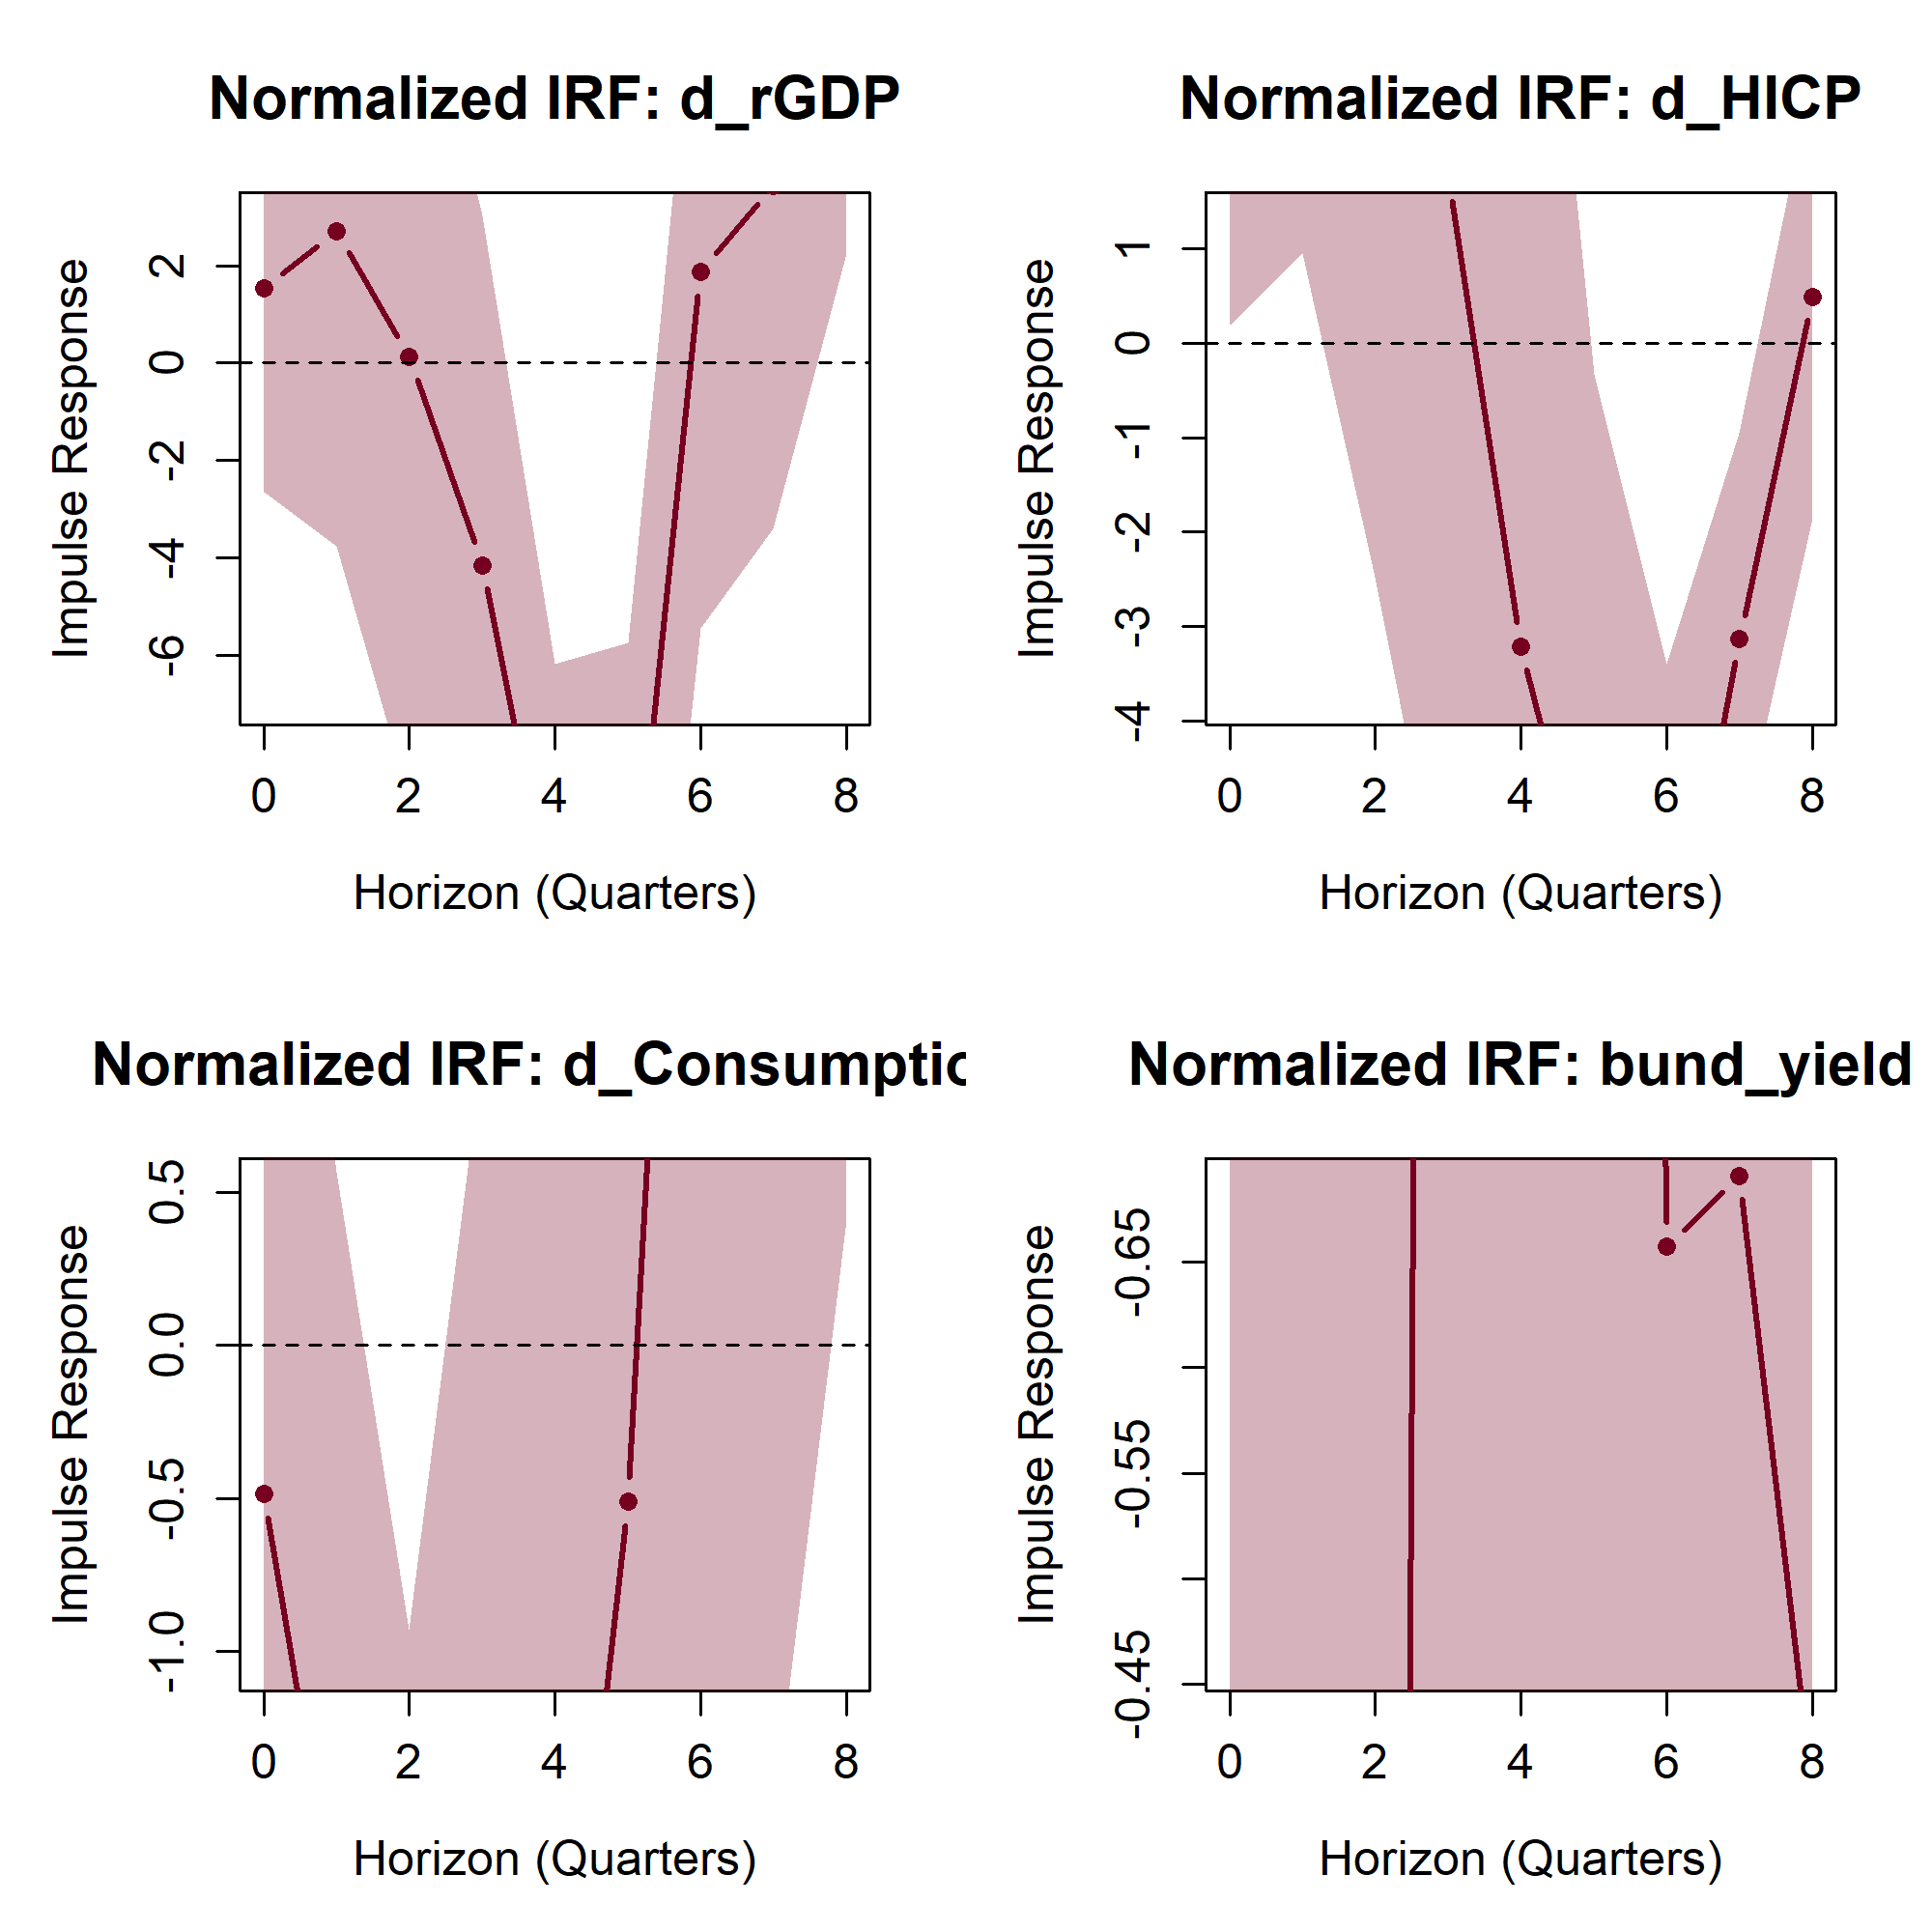 Normalized IRF: d_rGDP
Impulse Response
2
0
-2
-4
-6
0 2 4 6 8
Horizon (Quarters)
Normalized IRF: d_HICP
Impulse Response
1
0
-1
-2
-3
-4
0 2 4 6 8
Horizon (Quarters)
Normalized IRF: d_Consumptic
Impulse Response
0.5
0.0
-0.5
-1.0
0 2 4 6 8
Horizon (Quarters)
Normalized IRF: bund_yield
Impulse Response
-0.65
-0.55
-0.45
0 2 4 6 8
Horizon (Quarters)